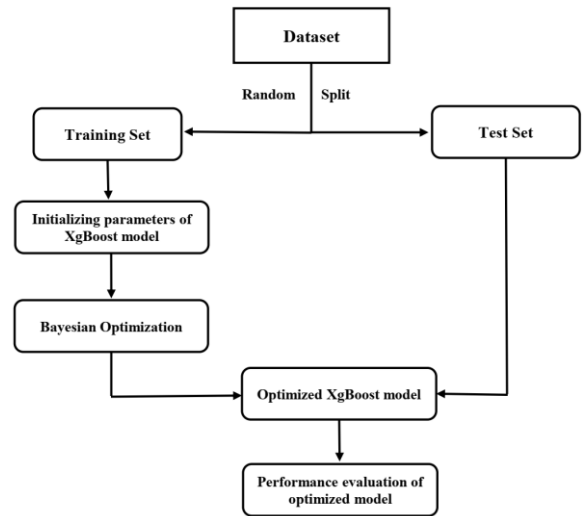 Dataset
Random Split
Training Set
Test Set
Initializing parameters of
XgBoost model
Bayesian Optimization
Optimized XgBoost model
Performance evaluation of
optimized model